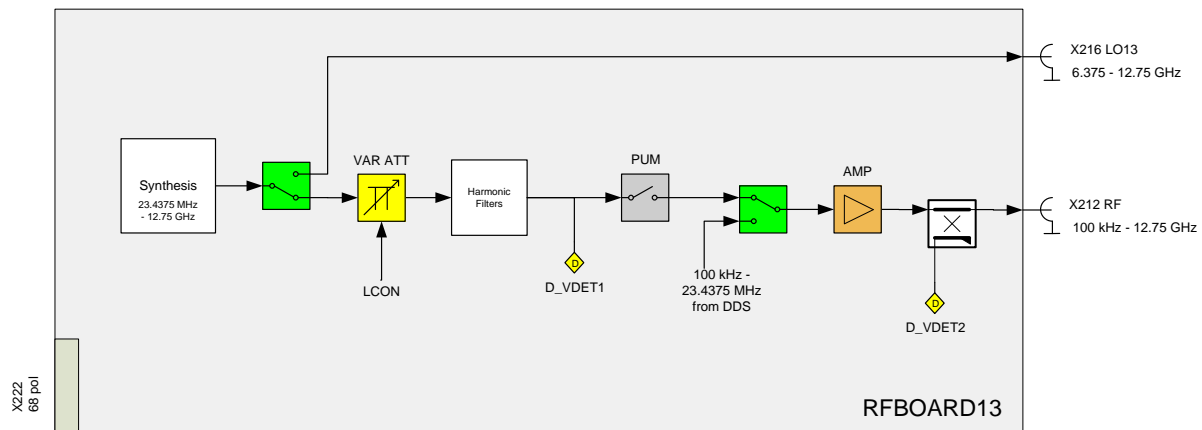 X216 LO13
6.375 - 12.75 GHz
Synthesis
23.4375 MHz
- 12.75 GHz
VAR ATT
LCON
Harmonic
Filters
D
D_VDET1
PUM
100 kHz -
23.4375 MHz
from DDS
AMP
D
D_VDET2
X212 RF
100 kHz - 12.75 GHz
X222
68 pol
RFBOARD13